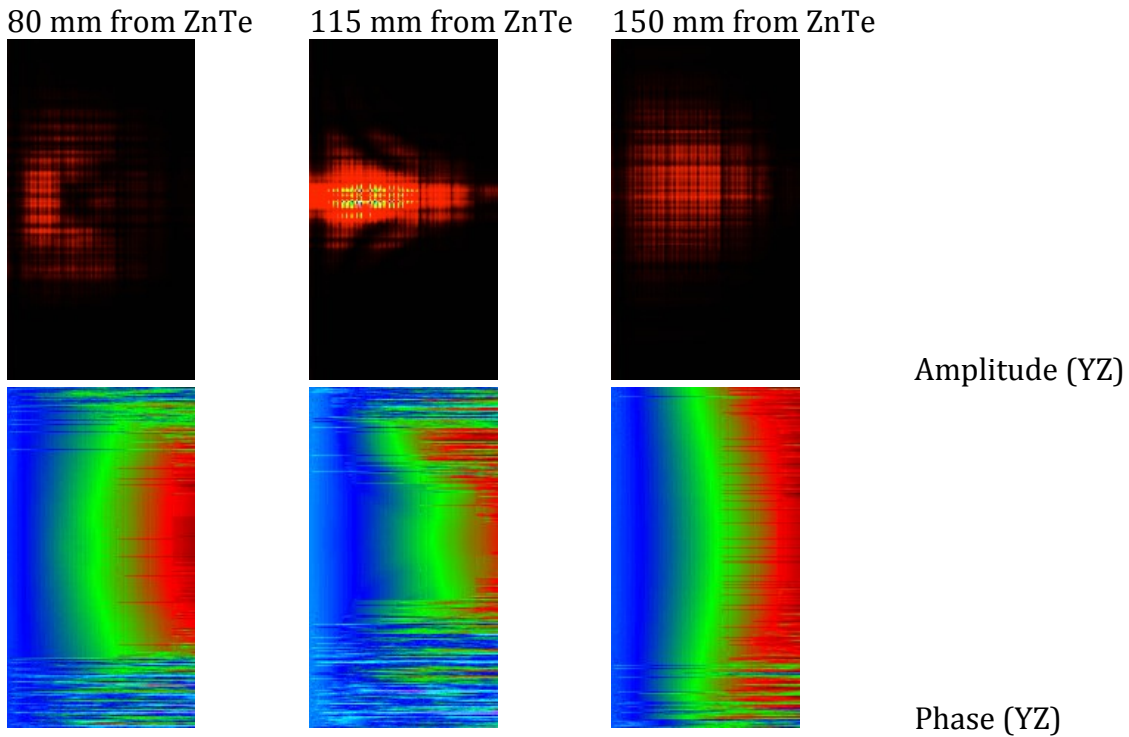 80 mm from ZnTe
115 mm from ZnTe
150 mm from ZnTe
Amplitude (YZ)
Phase (YZ)